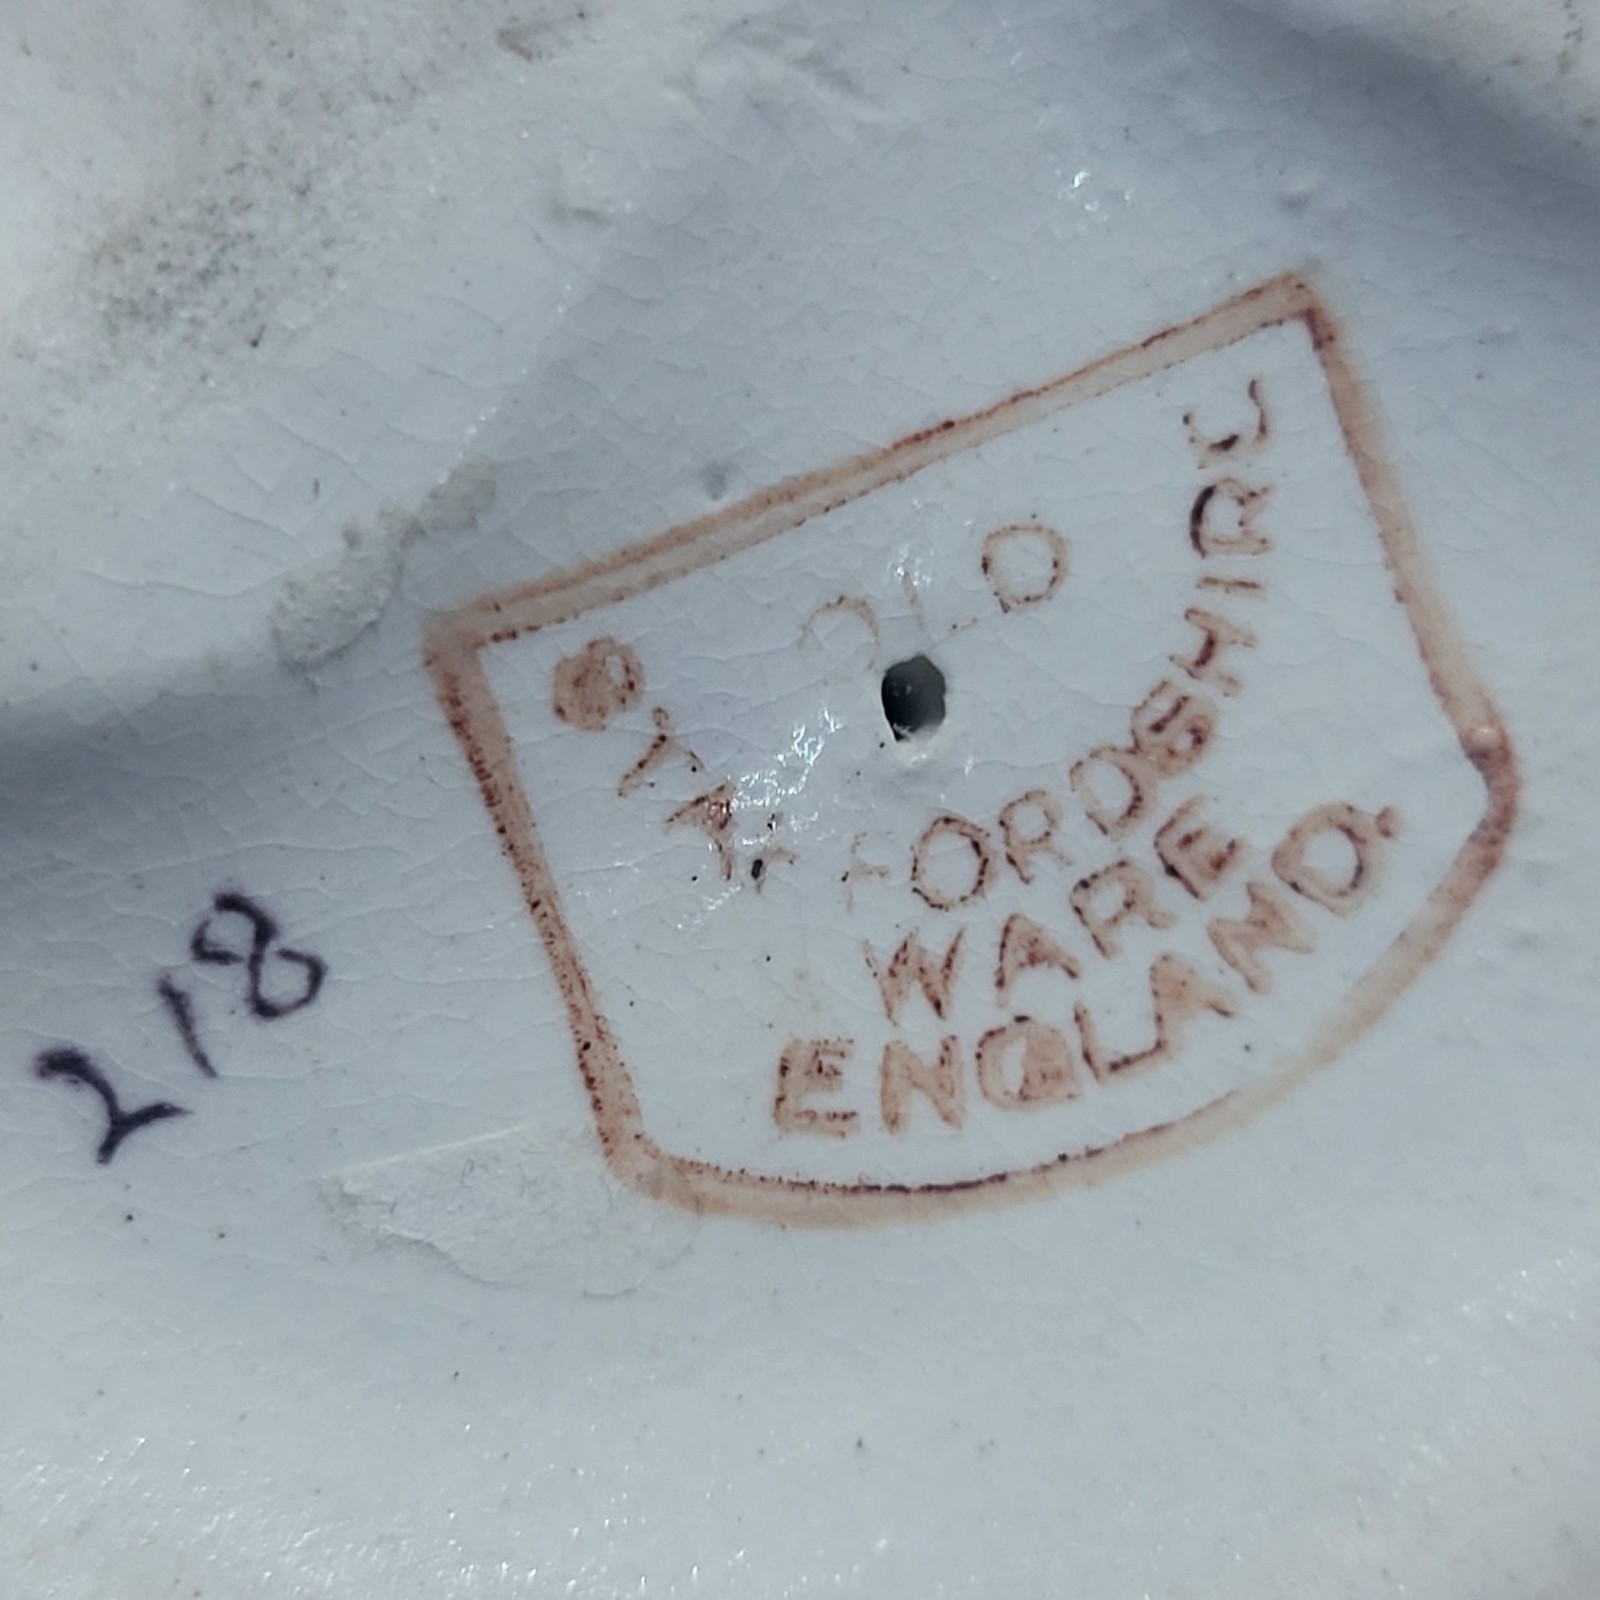 OLD
STAFFORDSHIRE
WARE
ENGLAND.
218